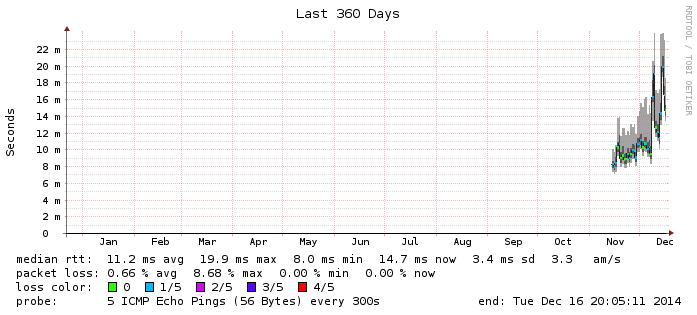 Last 360 Days
RRDTOOL / TOBI OETIKER
Seconds
22 m
20 m
18 m
16 m
14 m
12 m
10 m
8 m
6 m
4 m
2 m
0
Jan Feb Mar Apr May Jun Jul Aug Sep Oct Nov Dec
median rtt: 11.2 ms avg 19.9 ms max 8.0 ms min 14.7 ms now 3.4 ms sd 3.3 am/s
packet loss: 0.66 % avg 8.68 % max 0.00 % min 0.00 % now
loss color: 0 1/5 2/5 3/5 4/5
probe: 5 ICMP Echo Pings (56 Bytes) every 300s end: Tue Dec 16 20:05:11 2014